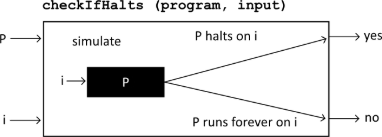 checkIfHalts (program, input)
P
simulate
P halts on i
yes
i
P
i
P runs forever on i
no